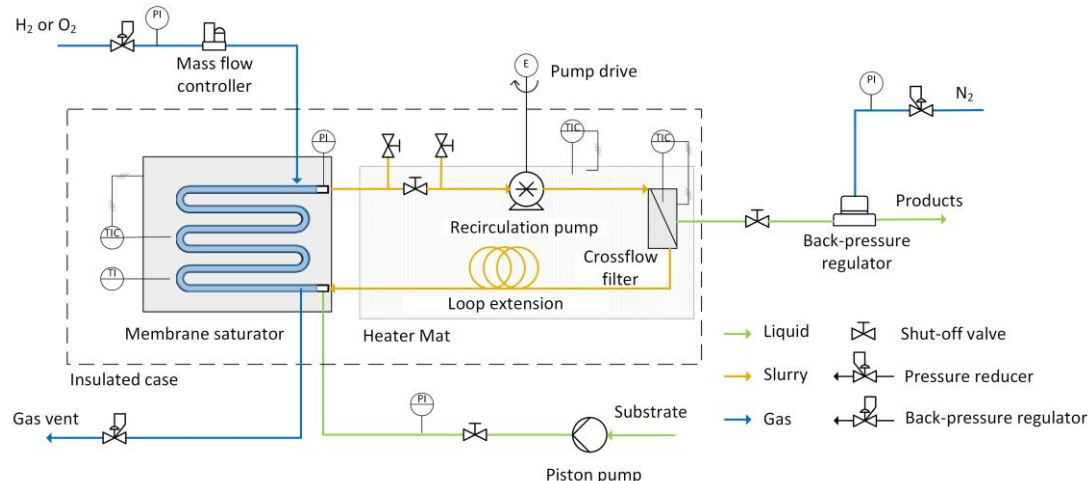 H₂ or O₂
PI
Mass flow
controller
E
Pump drive
PI
N₂
PI
TIC
TIC
Products
Back-pressure
regulator
TIC
TI
Recirculation pump
Crossflow
filter
Loop extension
Membrane saturator
Heater Mat
Insulated case
Liquid
Shut-off valve
Slurry
Pressure reducer
Gas
Back-pressure regulator
Gas vent
PI
Substrate
Piston pump